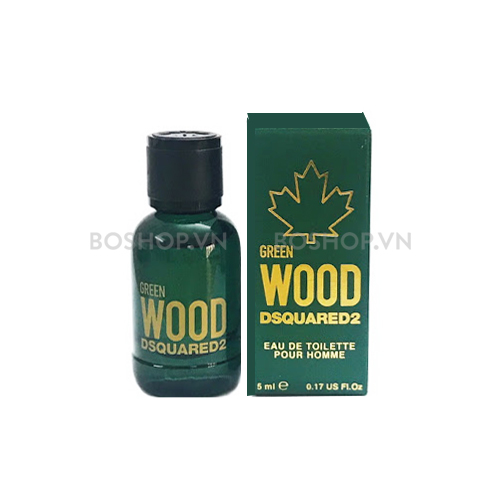 BOSHOP.VN
GREEN
WOOD
DSQUARED2
BOSHOP.VN
GREEN
WOOD
DSQUARED2
EAU DE TOILETTE
POUR HOMME
5 ml e 0.17 US Fl.Oz